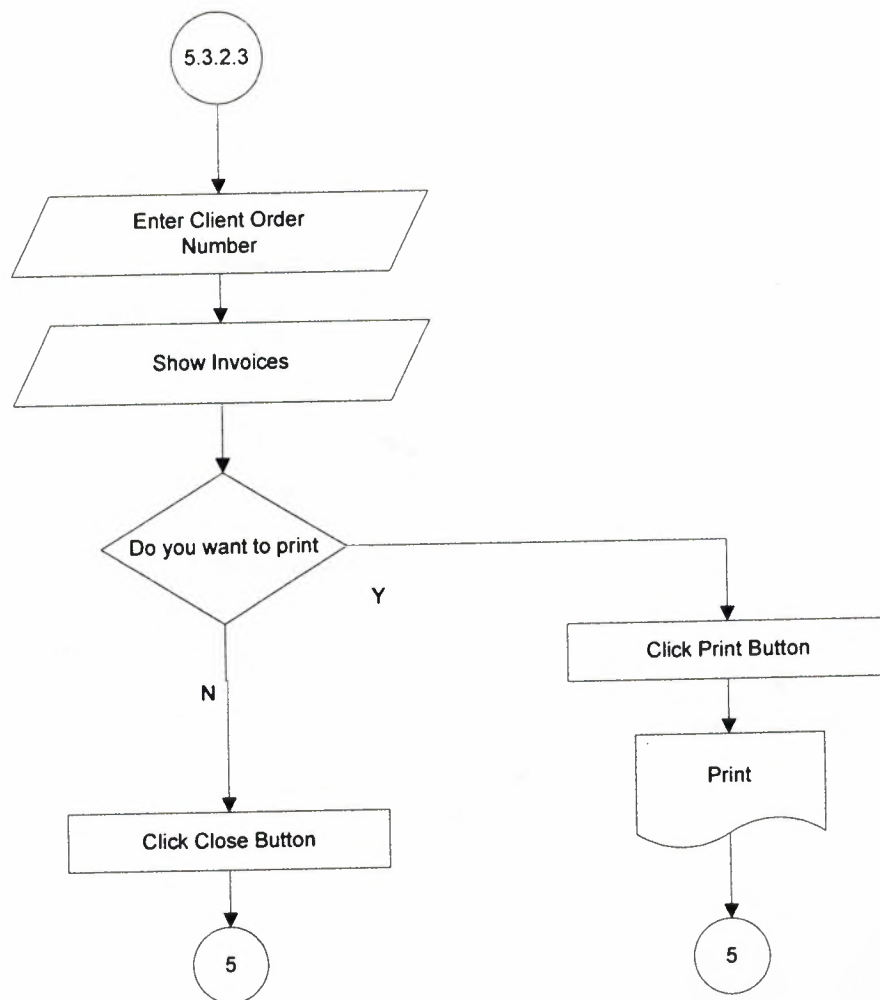 5.3.2.3
Enter Client Order
Number
Show Invoices
Do you want to print
Y
Click Print Button
N
Print
Click Close Button
5
5